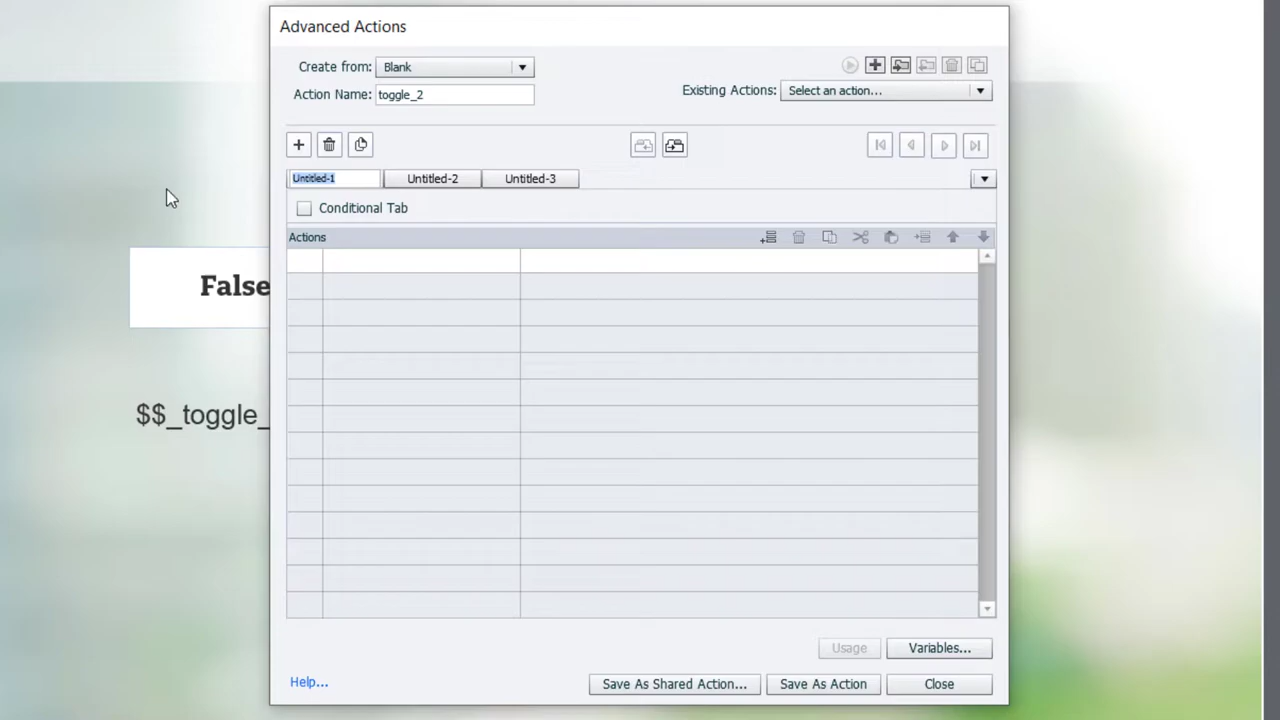 Advanced Actions
Create from: Blank
Action Name: toggle_2
Existing Actions: Select an action...
Untitled-1 Untitled-2 Untitled-3
Conditional Tab
Actions
False
$$_toggle_
Usage Variables...
Help... Save As Shared Action... Save As Action Close